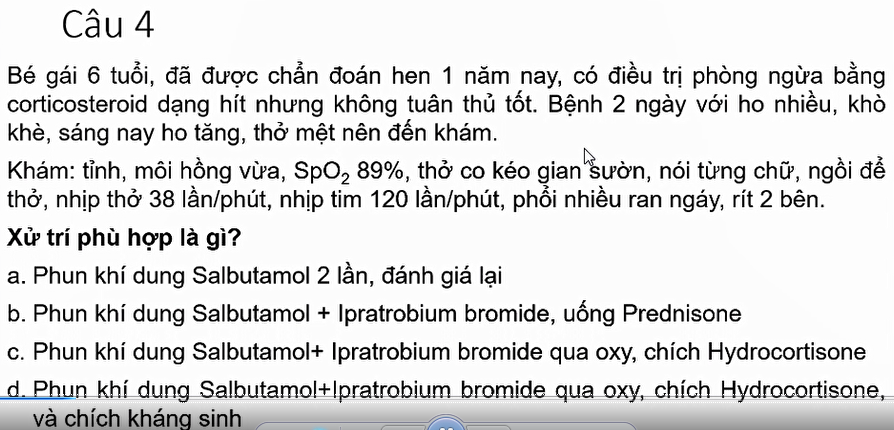 Câu 4
Bé gái 6 tuổi, đã được chẩn đoán hen 1 năm nay, có điều trị phòng ngừa bằng
corticosteroid dạng hít nhưng không tuân thủ tốt. Bệnh 2 ngày với ho nhiều, khò
khè, sáng nay ho tăng, thở mệt nên đến khám.
Khám: tỉnh, môi hồng vừa, SpO₂ 89%, thở co kéo gian sườn, nói từng chữ, ngồi để
thở, nhịp thở 38 lần/phút, nhịp tim 120 lần/phút, phổi nhiều ran ngáy, rít 2 bên.
Xử trí phù hợp là gì?
a. Phun khí dung Salbutamol 2 lần, đánh giá lại
b. Phun khí dung Salbutamol + Ipratrobium bromide, uống Prednisone
c. Phun khí dung Salbutamol+ Ipratrobium bromide qua oxy, chích Hydrocortisone
d. Phun khí dung Salbutamol+Ipratrobium bromide qua oxy, chích Hydrocortisone,
và chích kháng sinh